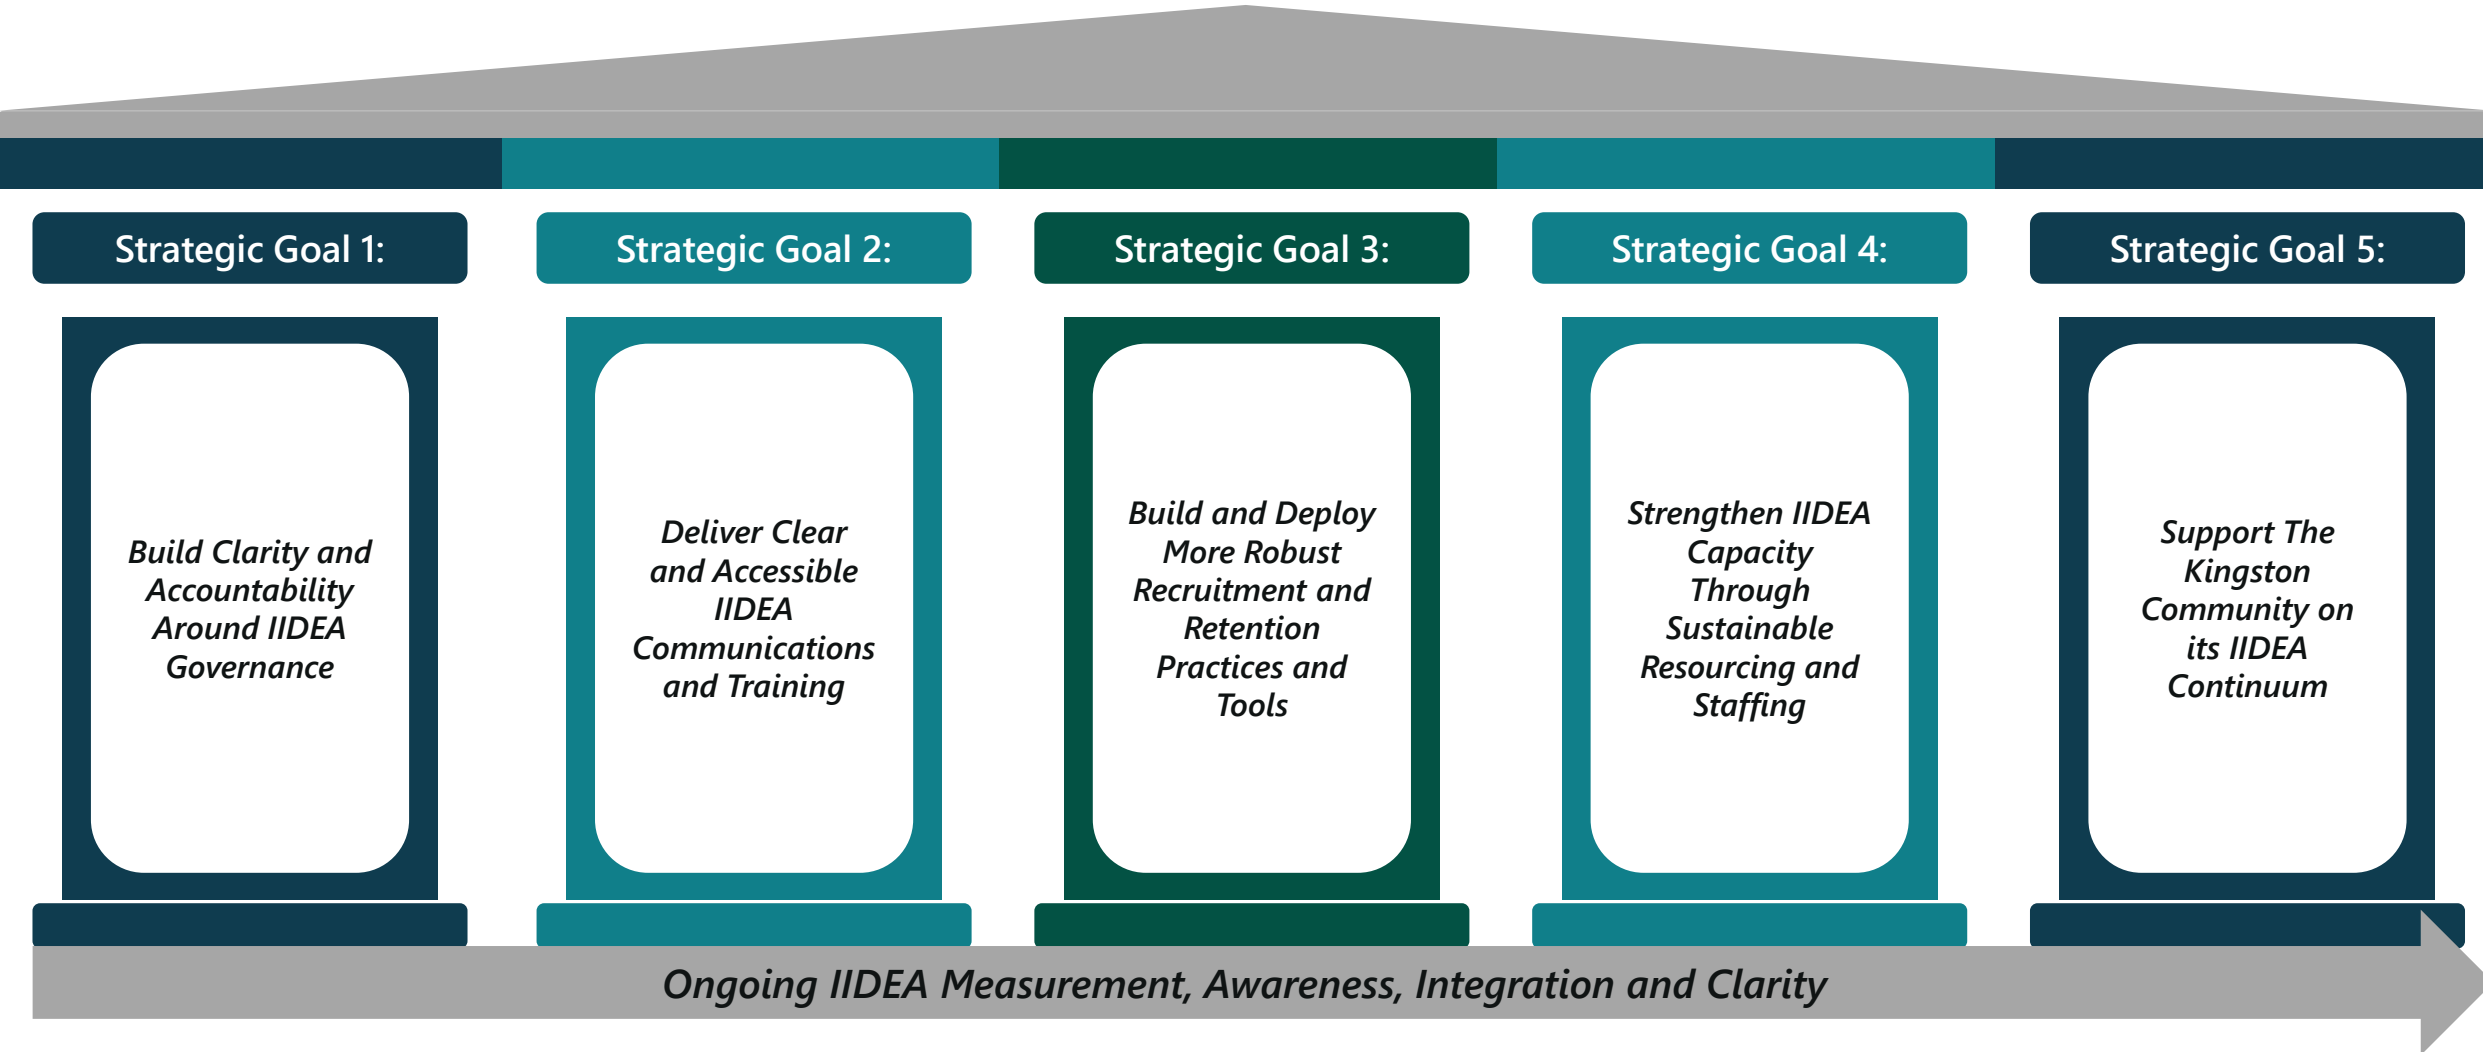 Strategic Goal 1:
Build Clarity and
Accountability
Around IIDEA
Governance
Strategic Goal 2:
Deliver Clear
and Accessible
IIDEA
Communications
and Training
Strategic Goal 3:
Build and Deploy
More Robust
Recruitment and
Retention
Practices and
Tools
Strategic Goal 4:
Strengthen IIDEA
Capacity
Through
Sustainable
Resourcing and
Staffing
Strategic Goal 5:
Support The
Kingston
Community on
its IIDEA
Continuum
Ongoing IIDEA Measurement, Awareness, Integration and Clarity